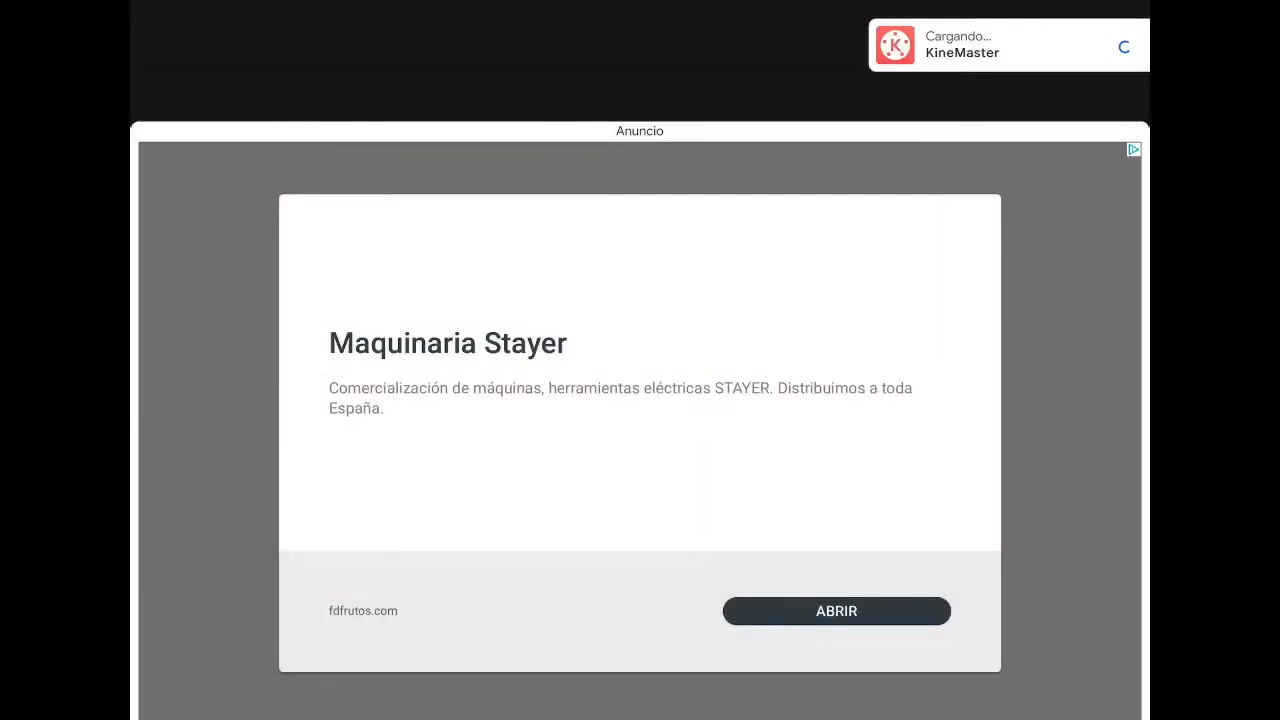 Cargando...
KineMaster
Anuncio
Maquinaria Stayer
Comercialización de máquinas, herramientas eléctricas STAYER. Distribuimos a toda
España.
fdfrutos.com
ABRIR